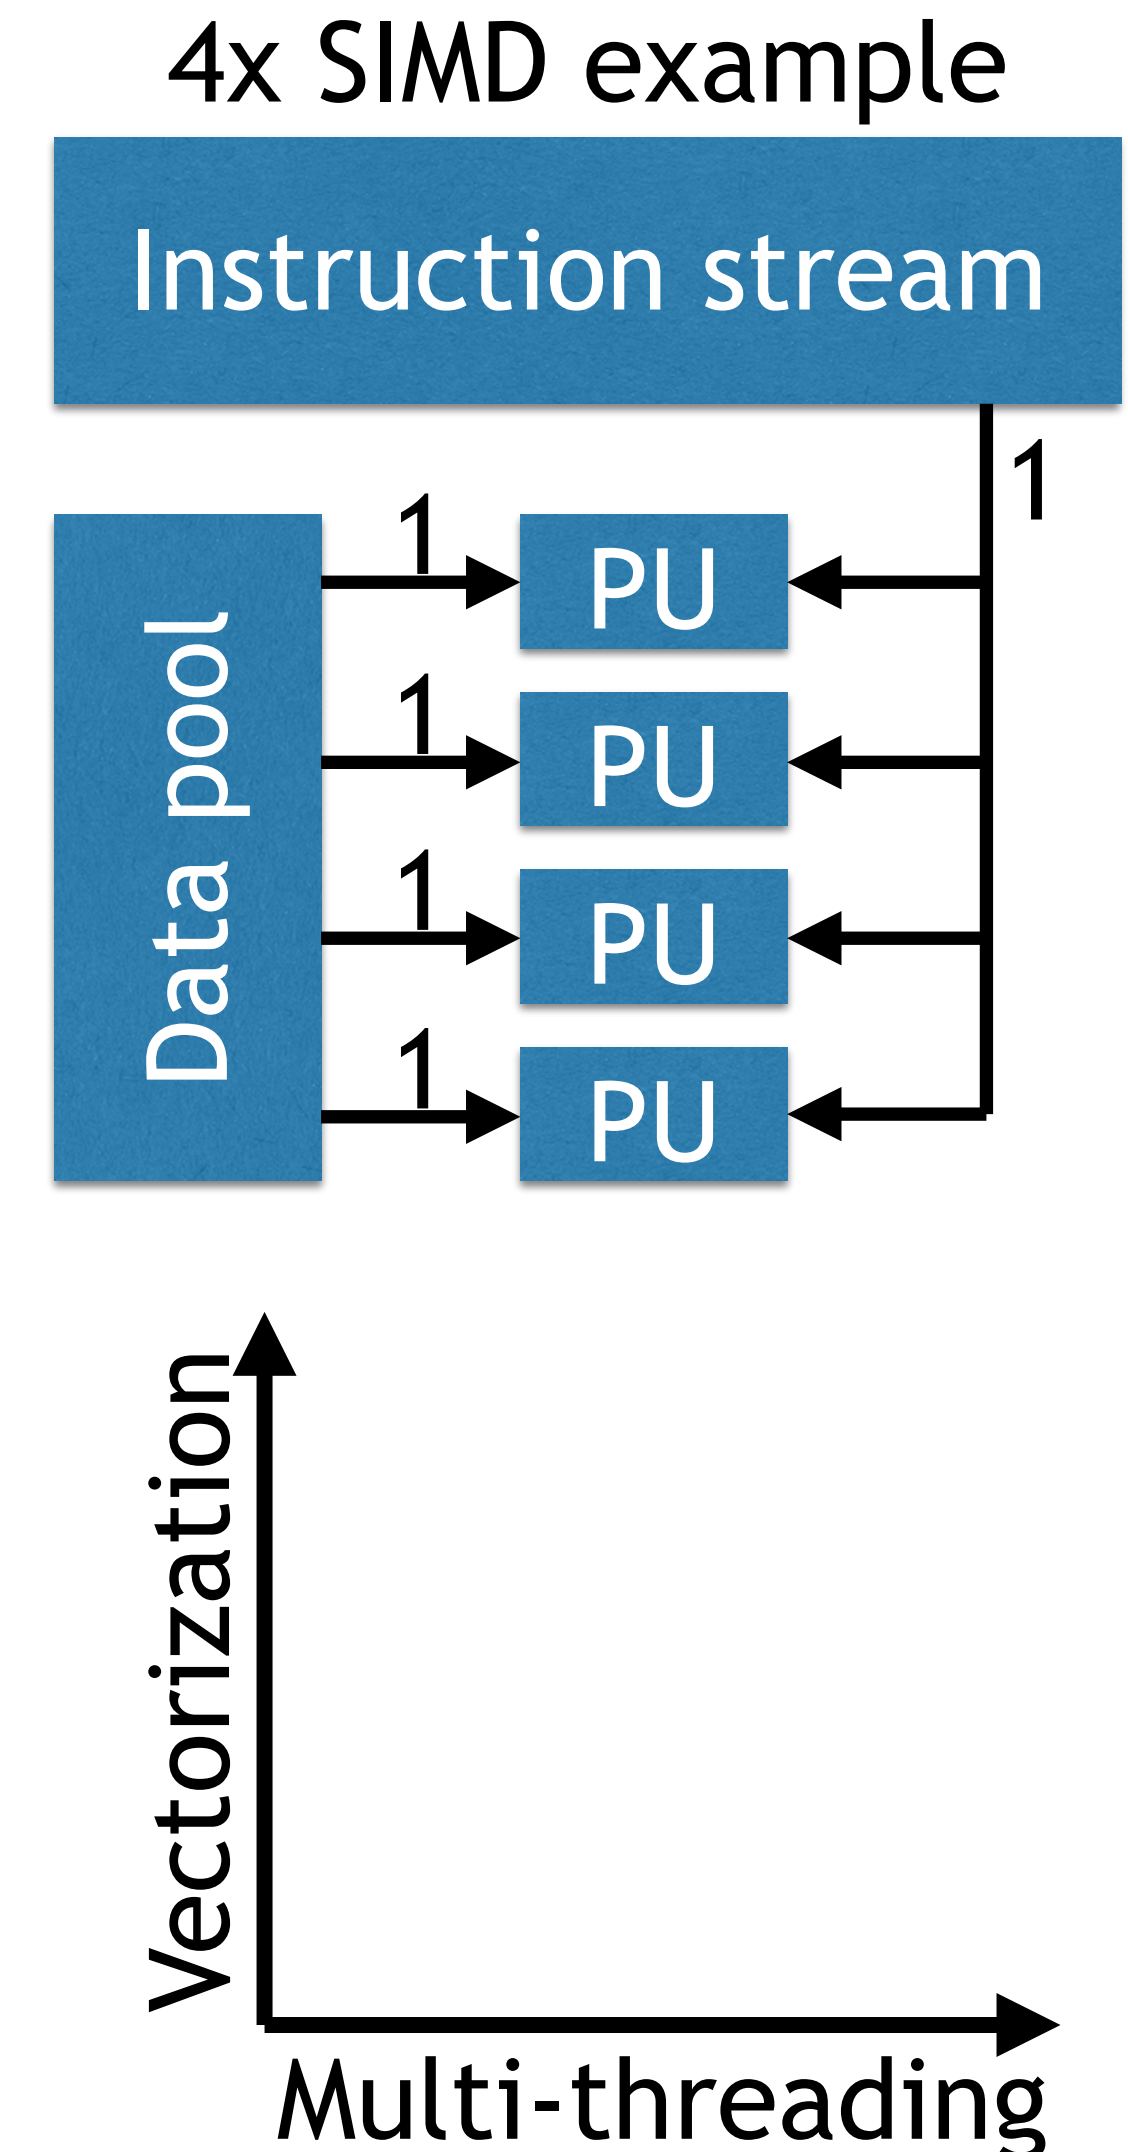 4x SIMD example
Instruction stream
1
1
PU
1
PU
1
PU
1
PU
Data pool
Vectorization
Multi-threading